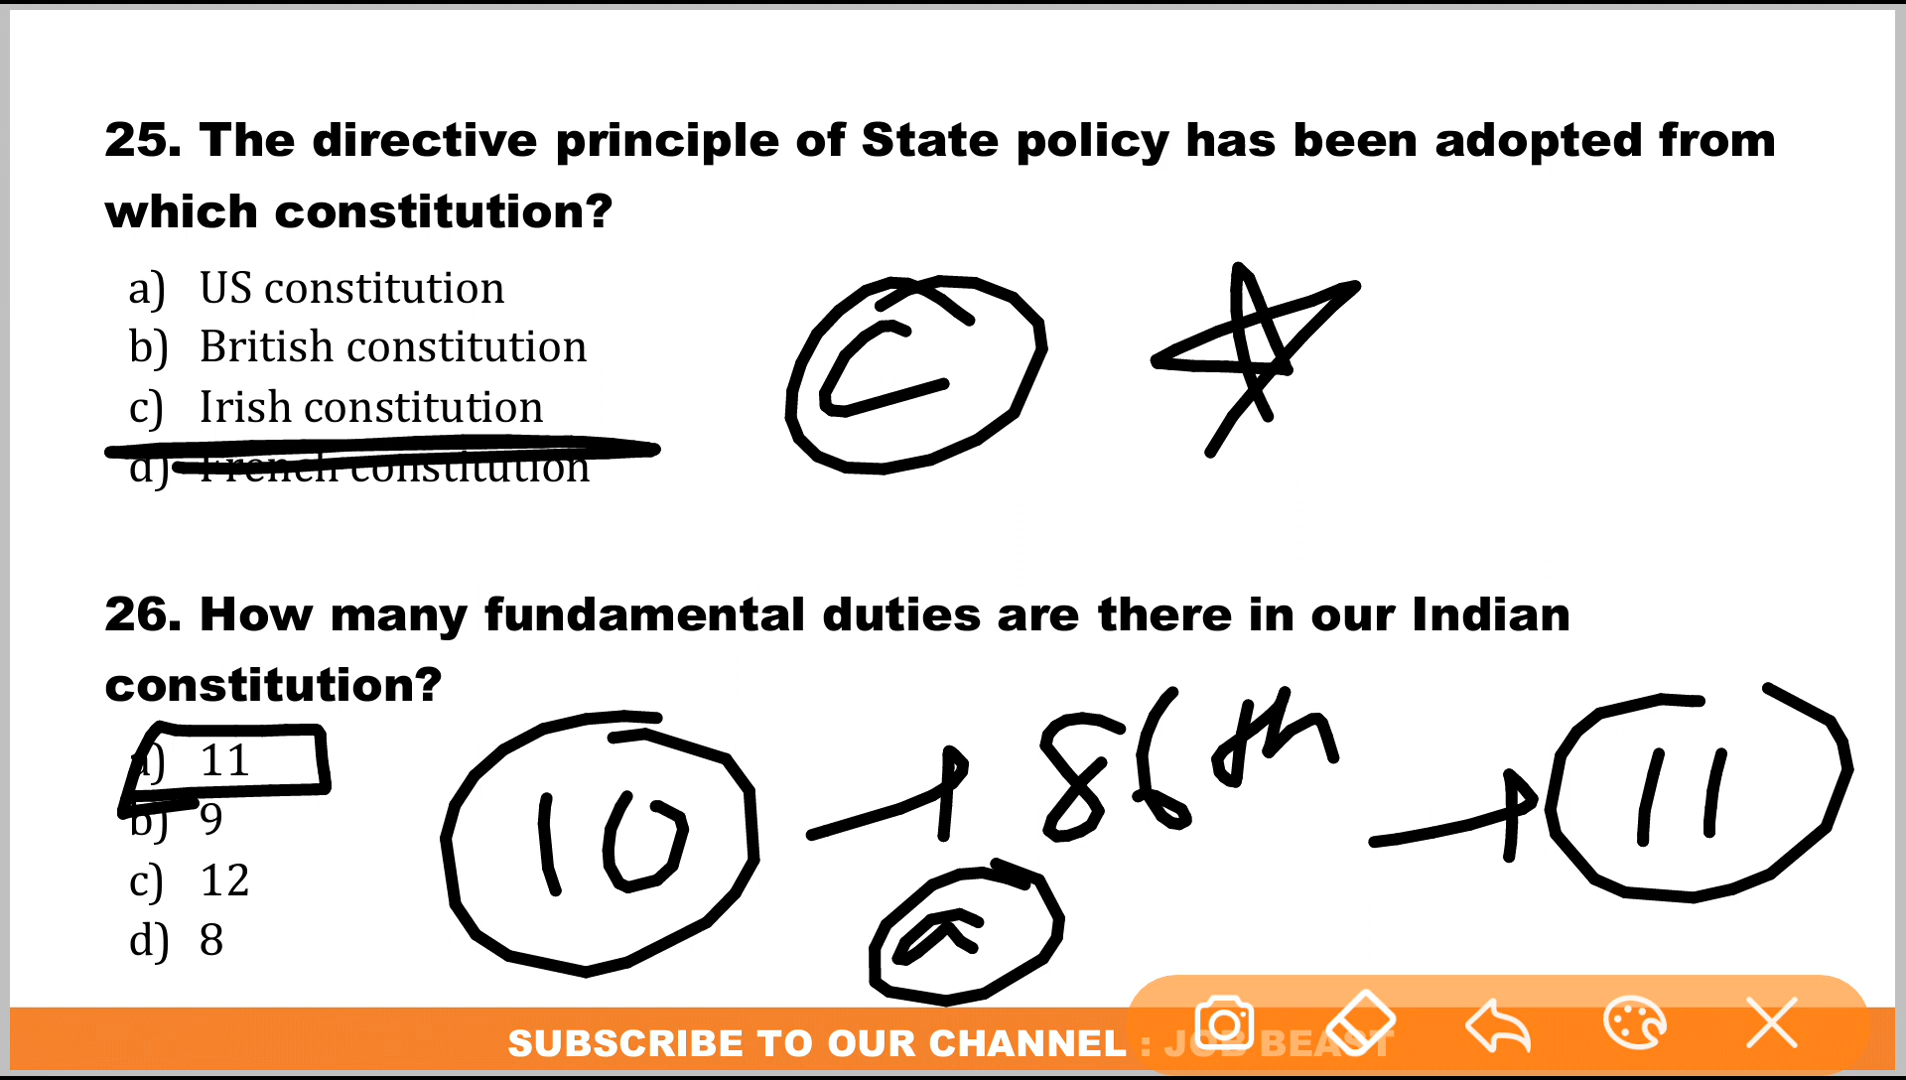 25. The directive principle of State policy has been adopted from
which constitution?
a) US constitution
b) British constitution
c) Irish constitution
d) French constitution
C
26. How many fundamental duties are there in our Indian
constitution?
a) 11
b) 9
c) 12
d) 8
10 → 86th → 11
a
SUBSCRIBE TO OUR CHANNEL : JOB BEAST